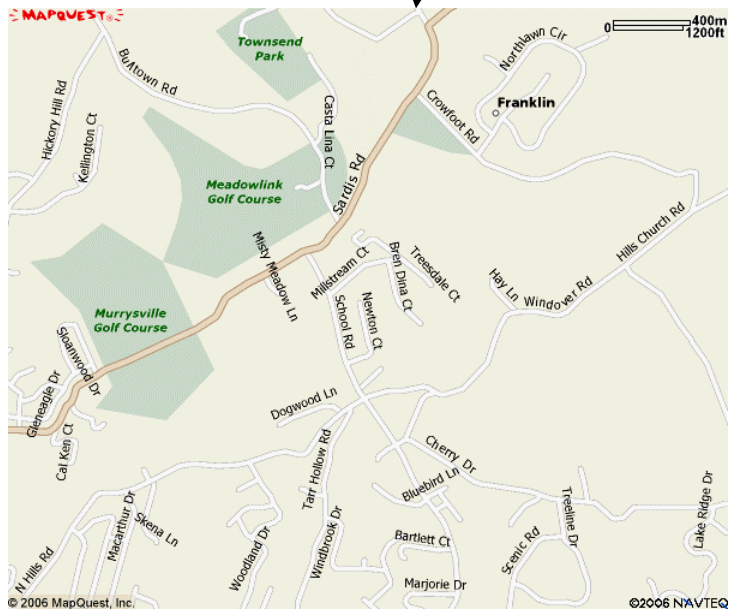 MAPQUEST
0 400m
1200ft
Townsend
Park
Northlawn Cir
Butown Rd
Hickory Hill Rd
Kellington Ct
Casta Lina Ct
Crowfoot Rd
Franklin
Sardis Rd
Meadowlink
Golf Course
Hills Church Rd
Misty Meadow Ln
Millstream Ct
Bren Dina Ct
Treesdale Ct
Hay Ln
Windover Rd
Murrysville
Golf Course
School Rd
Newton Ct
Sloanwood Dr
Gleneagle Dr
Dogwood Ln
Cal Ken Ct
Tarr Hollow Rd
Cherry Dr
Bluebird Ln
Macarthur Dr
Skena Ln
Treeline Dr
Lake Ridge Dr
Scenic Rd
Woodland Dr
Windbrook Dr
Bartlett Ct
N Hills Rd
Marjorie Dr
© 2006 MapQuest, Inc.
©2006 NAVTEQ